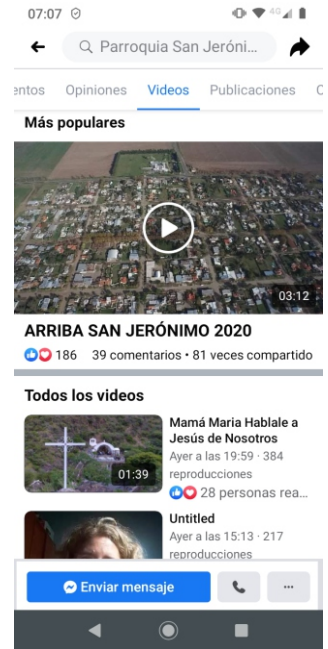 07:07
4G
Parroquia San Jeróni...
entos Opiniones Videos Publicaciones
Más populares
03:12
ARRIBA SAN JERÓNIMO 2020
186 39 comentarios • 81 veces compartido
Todos los videos
01:39
Mamá Maria Hablale a
Jesús de Nosotros
Ayer a las 19:59 · 384
reproducciones
28 personas rea...
Untitled
Ayer a las 15:13 · 217
reproducciones
Enviar mensaje